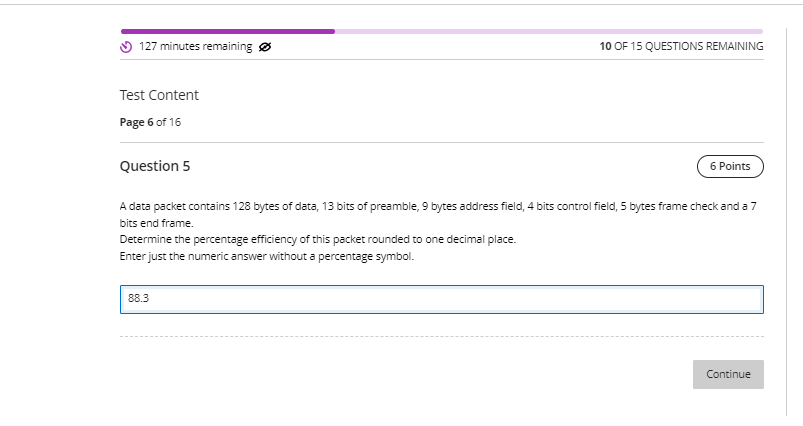 127 minutes remaining
10 OF 15 QUESTIONS REMAINING
Test Content
Page 6 of 16
Question 5
6 Points
A data packet contains 128 bytes of data, 13 bits of preamble, 9 bytes address field, 4 bits control field, 5 bytes frame check and a 7
bits end frame.
Determine the percentage efficiency of this packet rounded to one decimal place.
Enter just the numeric answer without a percentage symbol.
88.3
Continue